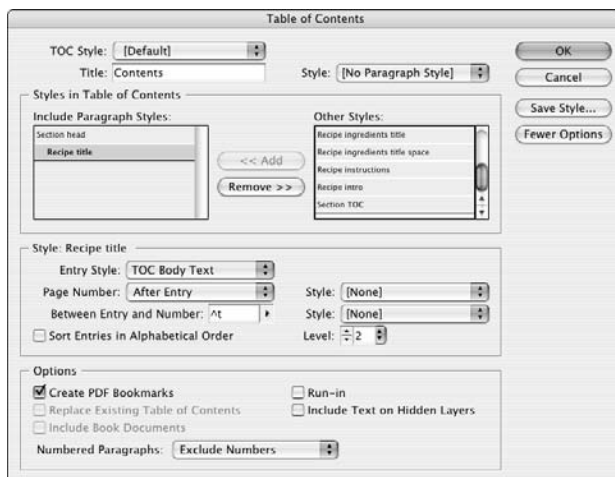 Table of Contents
TOC Style: [Default]
OK
Title: Contents
Style: [No Paragraph Style]
Cancel
Styles in Table of Contents
Save Style...
Include Paragraph Styles:
Other Styles:
Fewer Options
Section head
Recipe title
<< Add
Remove >>
Recipe ingredients title
Recipe ingredients title space
Recipe instructions
Recipe intro
Section TOC
Style: Recipe title
Entry Style: TOC Body Text
Page Number: After Entry
Style: [None]
Between Entry and Number: ^t
Style: [None]
Sort Entries in Alphabetical Order
Level: 2
Options
Create PDF Bookmarks
Run-in
Replace Existing Table of Contents
Include Text on Hidden Layers
Include Book Documents
Numbered Paragraphs: Exclude Numbers